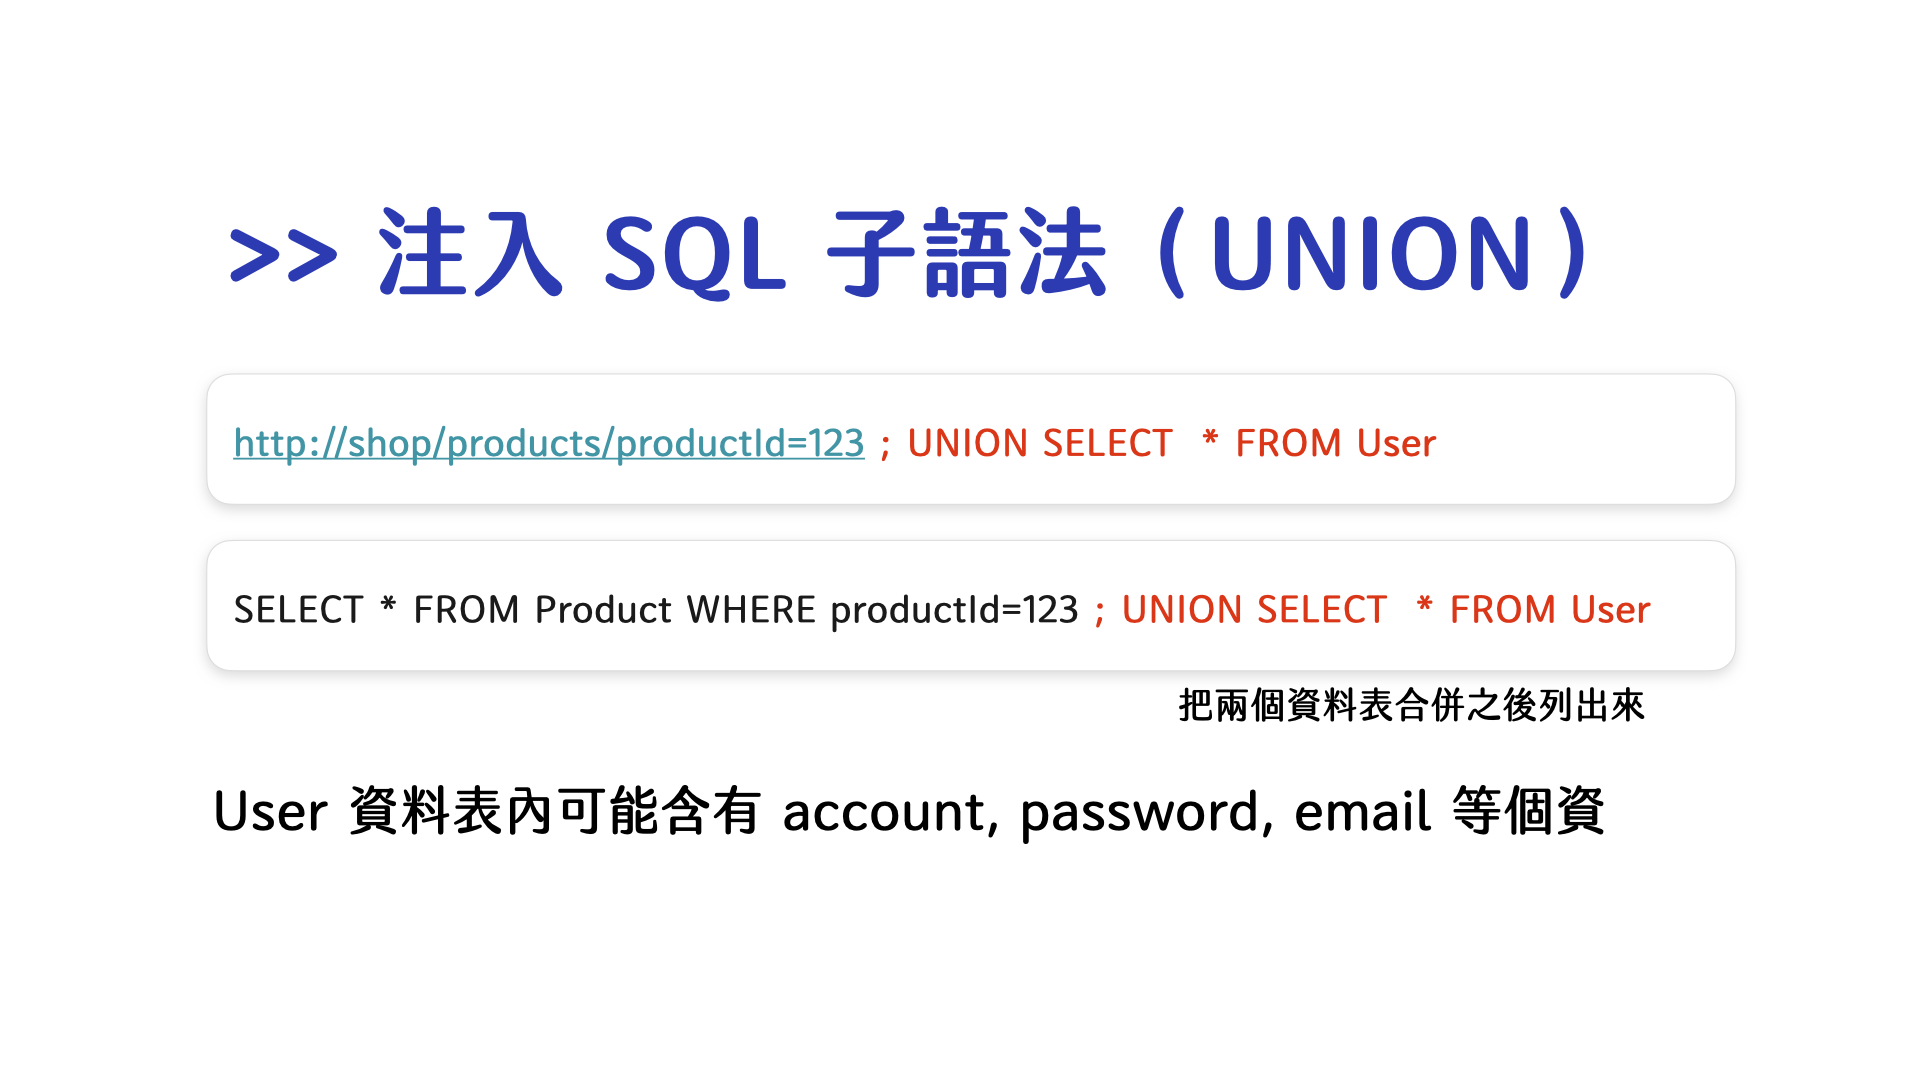 >> 注入 SQL 子語法（UNION）
http://shop/products/productId=123 ; UNION SELECT  * FROM User
SELECT * FROM Product WHERE productId=123 ; UNION SELECT  * FROM User
把兩個資料表合併之後列出來
User 資料表內可能含有 account, password, email 等個資